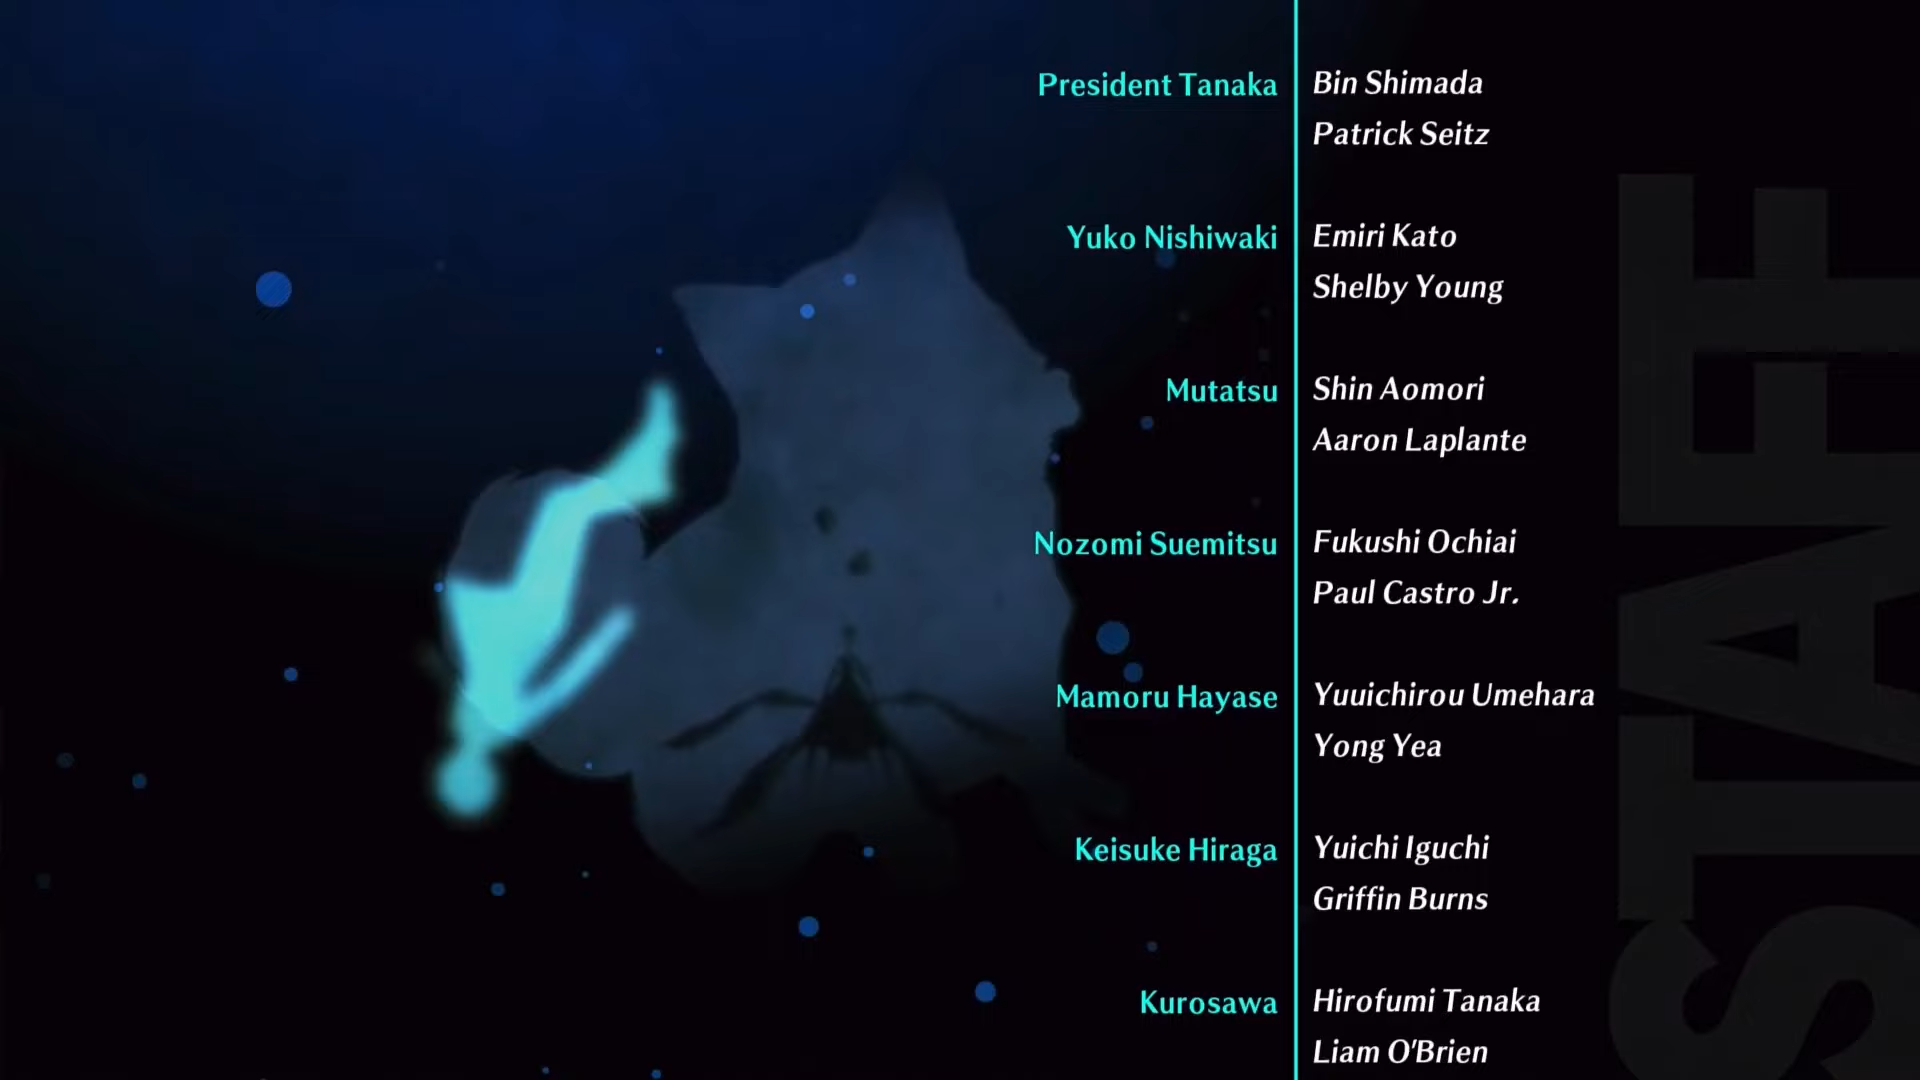 President Tanaka
Bin Shimada
Patrick Seitz
Yuko Nishiwaki
Emiri Kato
Shelby Young
Mutatsu
Shin Aomori
Aaron Laplante
Nozomi Suemitsu
Fukushi Ochiai
Paul Castro Jr.
Mamoru Hayase
Yuuichirou Umehara
Yong Yea
Keisuke Hiraga
Yuichi Iguchi
Griffin Burns
Kurosawa
Hirofumi Tanaka
Liam O'Brien
STAFF